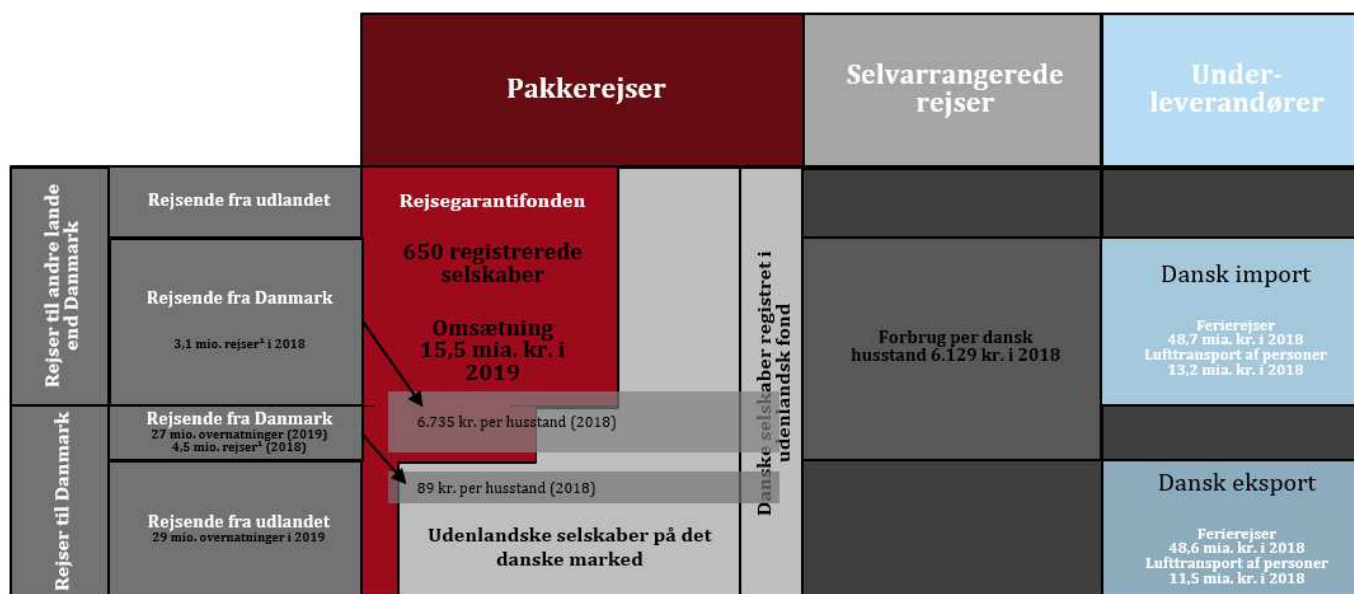 Pakkerejser
Selvarrangerede
rejser
Under-
leverandører
Rejser til andre lande
end Danmark
Rejsende fra udlandet
Rejsende fra Danmark
3,1 mio. rejser¹ i 2018
Rejsegarantifonden
650 registrerede
selskaber
Omsætning
15,5 mia. kr. i
2019
6.735 kr. per husstand (2018)
Danske selskaber registret i
udenlandsk fond
Forbrug per dansk
husstand 6.129 kr. i 2018
Dansk import
Ferierejser
48,7 mia. kr. i 2018
Lufttransport af personer
13,2 mia. kr. i 2018
Rejser til Danmark
Rejsende fra Danmark
27 mio. overnatninger (2019)
4,5 mio. rejser¹ (2018)
Rejsende fra udlandet
29 mio. overnatninger i 2019
89 kr. per husstand (2018)
Udenlandske selskaber på det
danske marked
Dansk eksport
Ferierejser
48,6 mia. kr. i 2018
Lufttransport af personer
11,5 mia. kr. i 2018